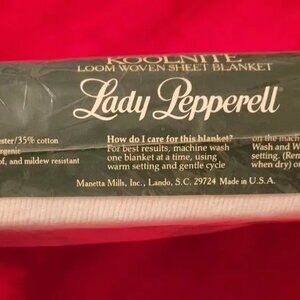 KOOLNITE
LOOM WOVEN SHEET BLANKET
Lady Pepperell
ester/35% cotton
ergenic
of, and mildew resistant
How do I care for this blanket?
For best results, machine wash
one blanket at a time, using
warm setting and gentle cycle
on the mach
Wash and W
setting. (Rem
when dry) or
Manetta Mills, Inc., Lando, S.C. 29724 Made in U.S.A.